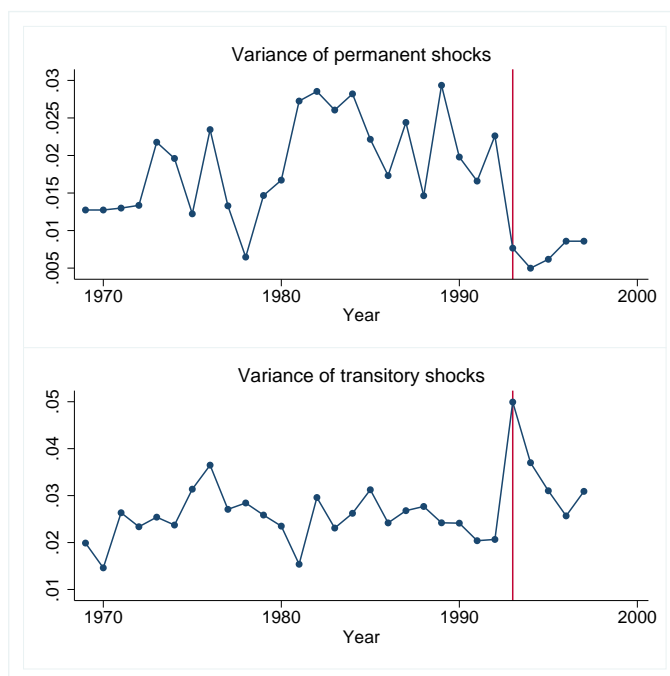 Variance of permanent shocks
.03
.025
.02
.015
.01
.005
1970 1980 1990 2000
Year
Variance of transitory shocks
.05
.04
.03
.02
.01
1970 1980 1990 2000
Year